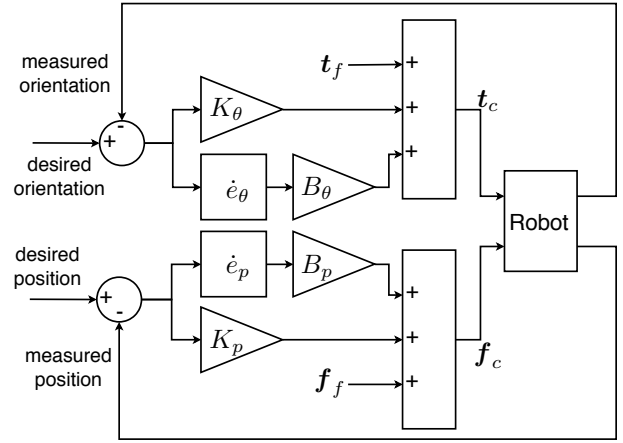 measured
orientation
-
+
desired
orientation
K_θ
ė_θ
B_θ
t_f
+
+
+
t_c
Robot
desired
position
+
-
measured
position
ė_p
B_p
K_p
f_f
+
+
+
f_c